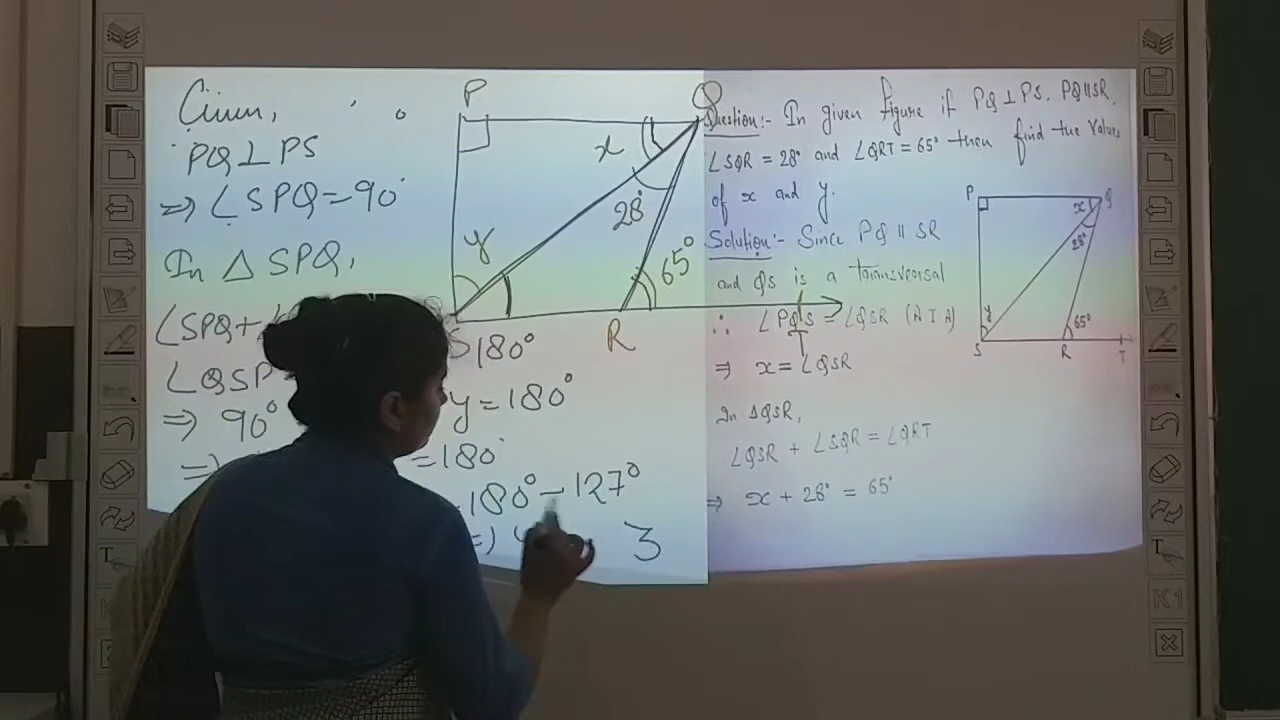 Given,
PQ ⊥ PS
=> ∠SPQ = 90°
In △ SPQ,
∠SPQ +
∠QSP
180°
=> 90°
y = 180°
=>
= 180°
180° - 127°
=>
3
P
Q
x
28°
y
65°
R
Question:- In given figure if PQ ⊥ PS, PQ || SR,
∠SQR = 28° and ∠QRT = 65° then find the values
of x and y.
Solution:- Since PQ || SR
and QS is a transversal
∴ ∠PQS = ∠QSR (A I A)
=> x = ∠QSR
In △QSR,
∠QSR + ∠SQR = ∠QRT
=> x + 28° = 65°
T
P
Q
x
28°
y
65°
S
R
T
T
K1